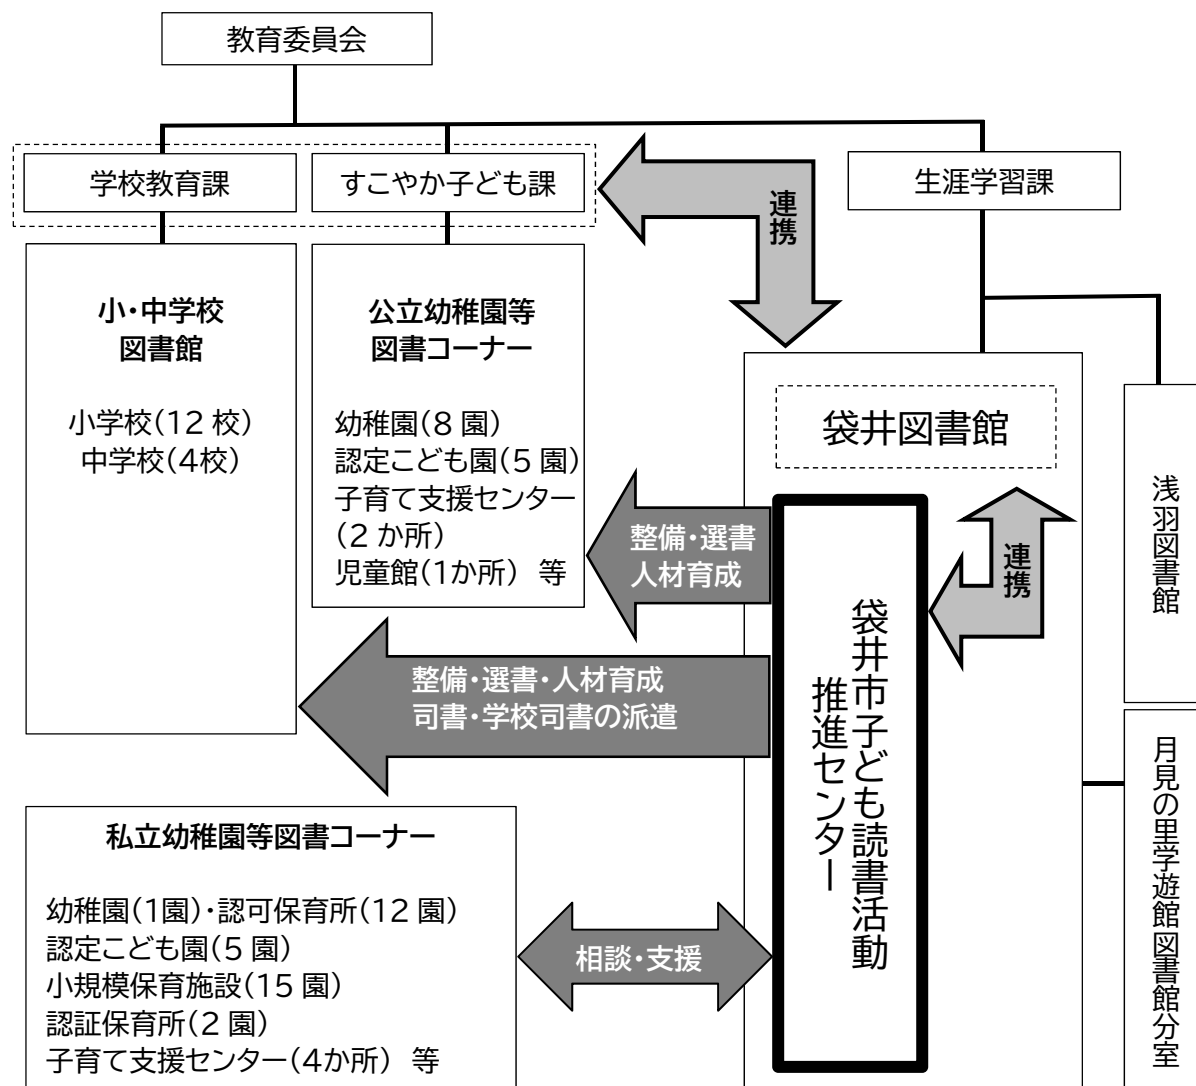 教育委員会
学校教育課
すこやか子ども課
生涯学習課
連携
小・中学校
図書館
小学校(12 校)
中学校(4校)
公立幼稚園等
図書コーナー
幼稚園(8 園)
認定こども園(5 園)
子育て支援センター
(2 か所)
児童館(1か所) 等
袋井図書館
連携
整備・選書
人材育成
整備・選書・人材育成
司書・学校司書の派遣
袋井市子ども読書活動
推進センター
浅羽図書館
月見の里学遊館図書館分室
私立幼稚園等図書コーナー
幼稚園(1園)・認可保育所(12 園)
認定こども園(5 園)
小規模保育施設(15 園)
認証保育所(2 園)
子育て支援センター(4か所) 等
相談・支援